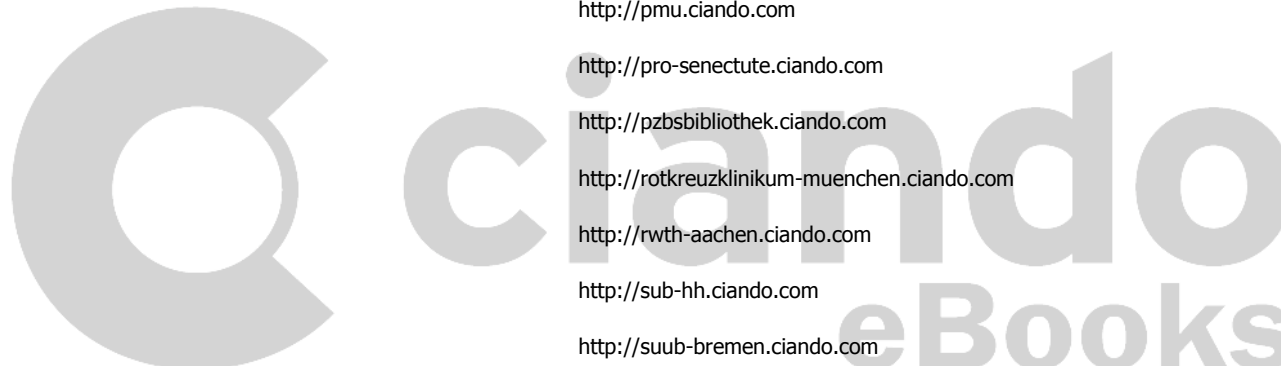 http://pmu.ciando.com
http://pro-senectute.ciando.com
http://pzbsbibliothek.ciando.com
http://rotkreuzklinikum-muenchen.ciando.com
http://rwth-aachen.ciando.com
http://sub-hh.ciando.com
http://suub-bremen.ciando.com
ciando
eBooks